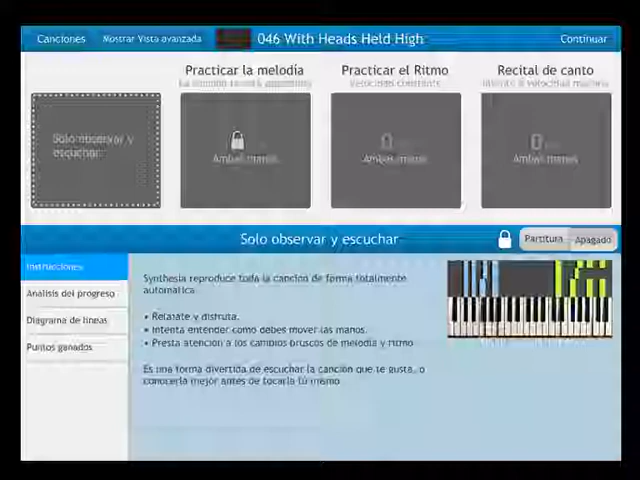 Canciones
Mostrar Vista avanzada
046 With Heads Held High
Continuar
Practicar la melodía
Practicar el Ritmo
Velocidad constante
Recital de canto
Solo observar y
escuchar
Ambas manos
Ambas manos
Ambas manos
Solo observar y escuchar
Partitura
Apagado
Instrucciones
Análisis del progreso
Diagrama de líneas
Puntos ganados
Synthesia reproduce toda la canción de forma totalmente
automática.
• Relájate y disfruta.
• Intenta entender como debes mover las manos.
• Presta atención a los cambios bruscos de melodía y ritmo
Es una forma divertida de escuchar la canción que te gusta, o
conocerla mejor antes de tocarla tú mismo